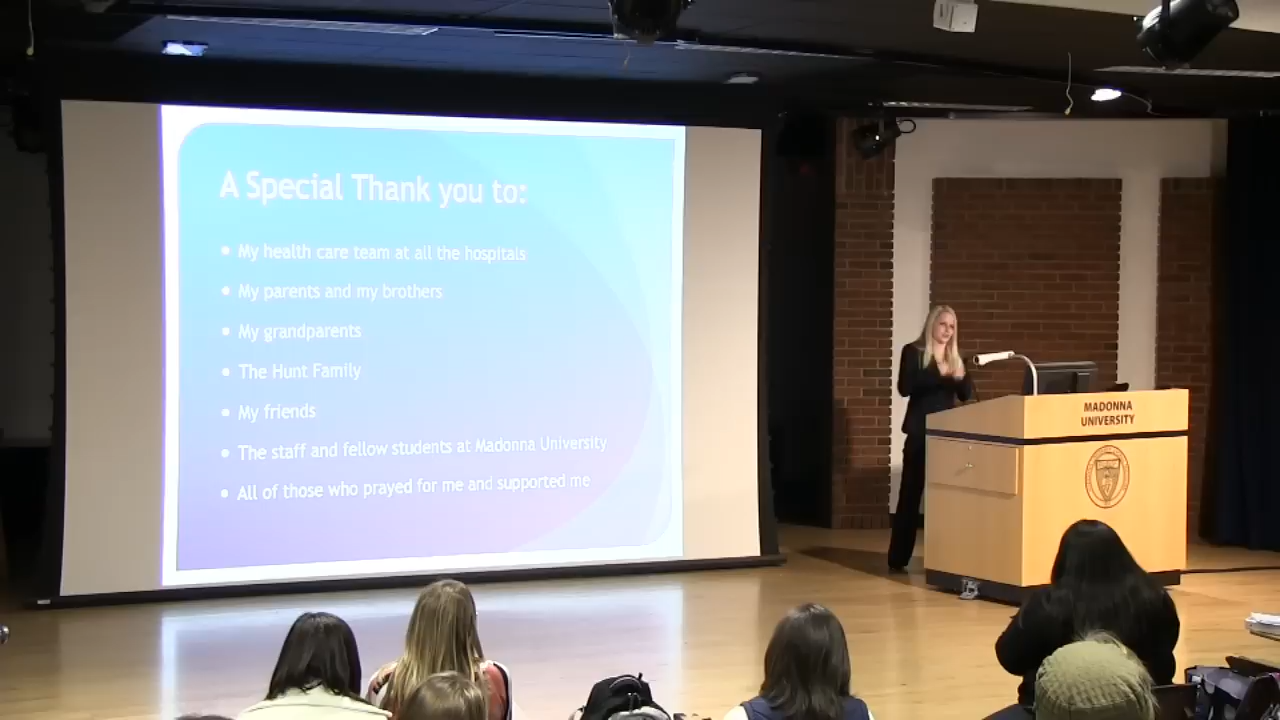 A Special Thank you to:
• My health care team at all the hospitals
• My parents and my brothers
• My grandparents
• The Hunt Family
• My friends
• The staff and fellow students at Madonna University
• All of those who prayed for me and supported me
MADONNA
UNIVERSITY